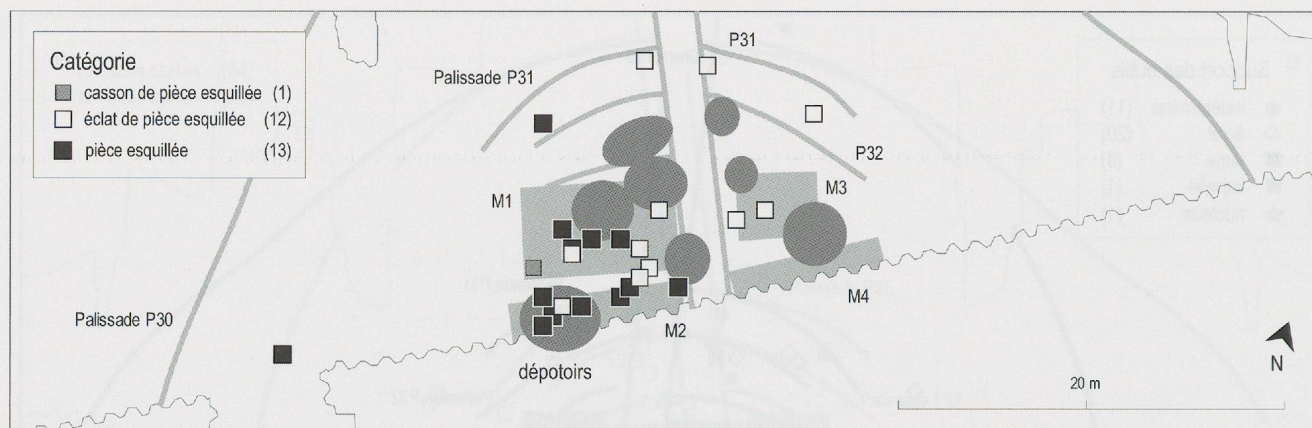 Catégorie
casson de pièce esquillée (1)
éclat de pièce esquillée (12)
pièce esquillée (13)
Palissade P31
P31
P32
M1
M3
Palissade P30
M2
M4
dépotoirs
20 m
N